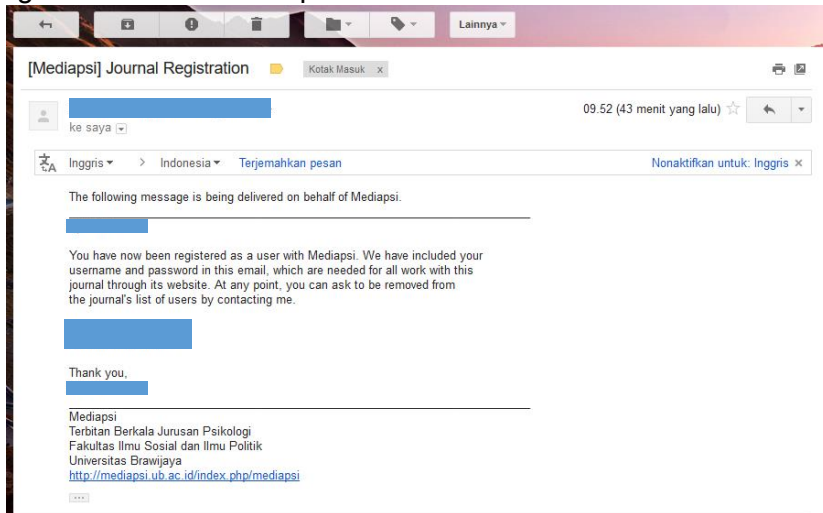 Lainnya
[Mediapsi] Journal Registration
Kotak Masuk x
09.52 (43 menit yang lalu)
ke saya
Inggris > Indonesia Terjemahkan pesan Nonaktifkan untuk: Inggris ×
The following message is being delivered on behalf of Mediapsi.
You have now been registered as a user with Mediapsi. We have included your
username and password in this email, which are needed for all work with this
journal through its website. At any point, you can ask to be removed from
the journal's list of users by contacting me.
Thank you,
Mediapsi
Terbitan Berkala Jurusan Psikologi
Fakultas Ilmu Sosial dan Ilmu Politik
Universitas Brawijaya
http://mediapsi.ub.ac.id/index.php/mediapsi